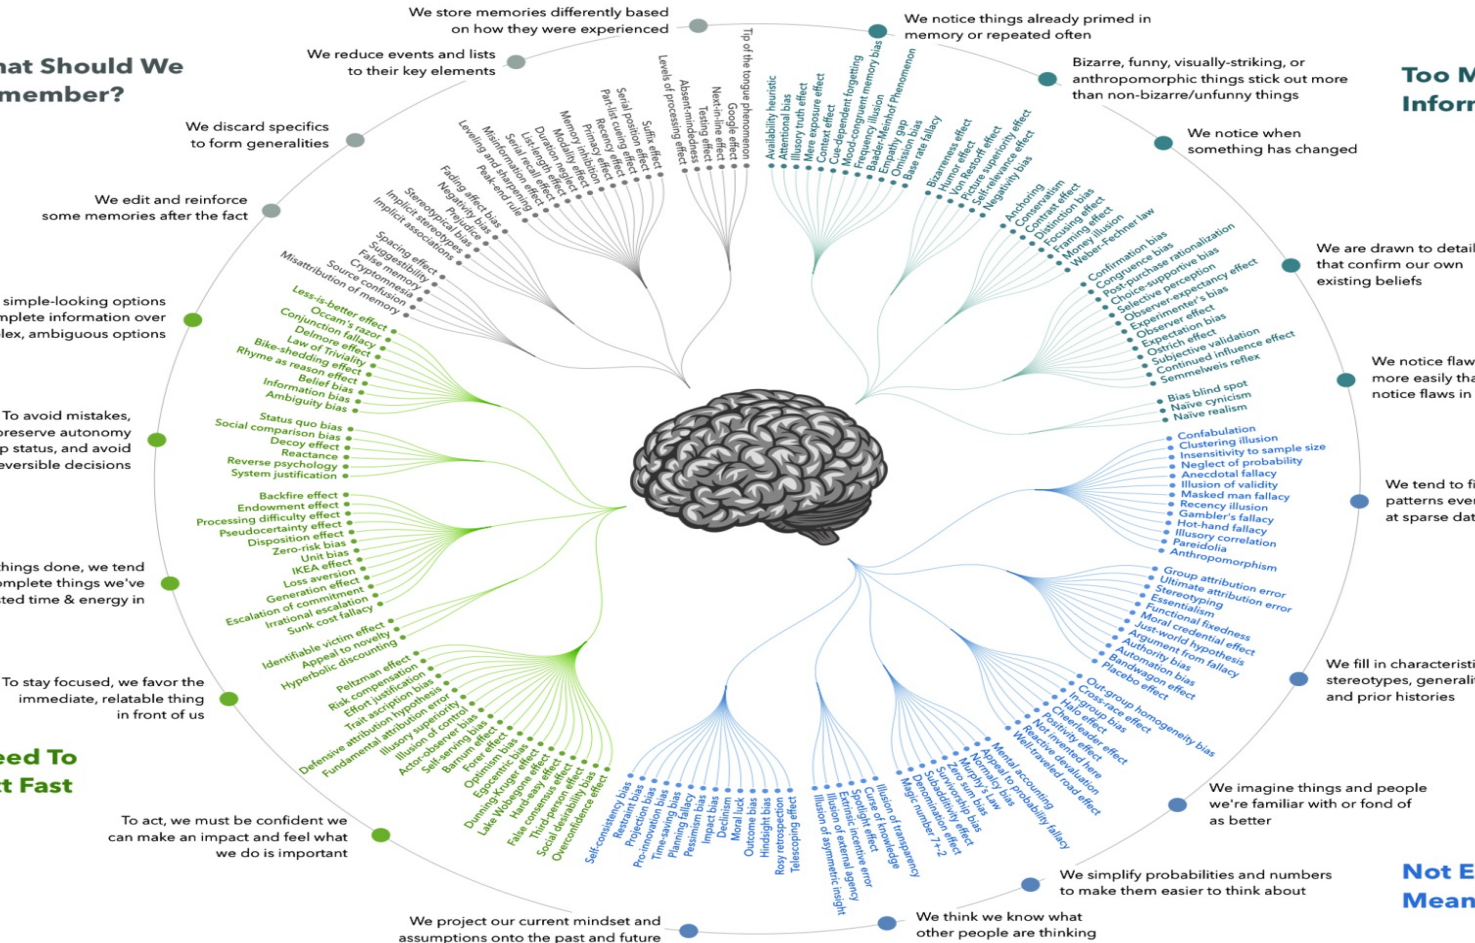 We store memories differently based
on how they were experienced
We reduce events and lists
to their key elements
hat Should We
member?
We discard specifics
to form generalities
We edit and reinforce
some memories after the fact
simple-looking options
mplete information over
lex, ambiguous options
To avoid mistakes,
preserve autonomy
p status, and avoid
eversible decisions
things done, we tend
omplete things we've
sted time & energy in
To stay focused, we favor the
immediate, relatable thing
in front of us
eed To
ct Fast
To act, we must be confident we
can make an impact and feel what
we do is important
We project our current mindset and
assumptions onto the past and future
We notice things already primed in
memory or repeated often
Bizarre, funny, visually-striking, or
anthropomorphic things stick out more
than non-bizarre/unfunny things
Too M
Inform
We notice when
something has changed
We are drawn to detail
that confirm our own
existing beliefs
We notice flaw
more easily tha
notice flaws in
We tend to fi
patterns eve
at sparse dat
We fill in characteristi
stereotypes, generalit
and prior histories
We imagine things and people
we're familiar with or fond of
as better
Not E
Mean
We simplify probabilities and numbers
to make them easier to think about
We think we know what
other people are thinking
Tip of the tongue phenomenon
Google effect
Next-in-line effect
Testing effect
Absent-mindedness
Levels of processing effect
Suffix effect
Serial position effect
Part-list cueing effect
Recency effect
Primacy effect
Memory inhibition
Modality effect
Duration neglect
List-length effect
Serial recall effect
Misinformation effect
Leveling and sharpening
Peak-end rule
Fading affect bias
Negativity bias
Prejudice
Stereotypical bias
Implicit stereotypes
Implicit associations
Spacing effect
Suggestibility
False memory
Cryptomnesia
Source confusion
Misattribution of memory
Less-is-better effect
Occam's razor
Conjunction fallacy
Delmore effect
Law of Triviality
Bike-shedding effect
Rhyme as reason effect
Belief bias
Information bias
Ambiguity bias
Status quo bias
Social comparison bias
Decoy effect
Reactance
Reverse psychology
System justification
Backfire effect
Endowment effect
Processing difficulty effect
Pseudocertainty effect
Disposition effect
Zero-risk bias
Unit bias
IKEA effect
Loss aversion
Generation effect
Escalation of commitment
Irrational escalation
Sunk cost fallacy
Identifiable victim effect
Appeal to novelty
Hyperbolic discounting
Peltzman effect
Risk compensation
Effort justification
Trait ascription bias
Defensive attribution hypothesis
Fundamental attribution error
Illusory superiority
Illusion of control
Actor-observer bias
Self-serving bias
Barnum effect
Forer effect
Optimism bias
Egocentric bias
Dunning-Kruger effect
Lake Wobegone effect
Hard-easy effect
False consensus effect
Third-person effect
Social desirability bias
Overconfidence effect
Availability heuristic
Attentional bias
Illusory truth effect
Mere exposure effect
Context effect
Cue-dependent forgetting
Mood-congruent memory bias
Frequency illusion
Baader-Meinhof Phenomenon
Empathy gap
Omission bias
Base rate fallacy
Bizarreness effect
Humor effect
Von Restorff effect
Picture superiority effect
Self-relevance effect
Negativity bias
Anchoring
Conservatism
Contrast effect
Distinction bias
Focusing effect
Framing effect
Money illusion
Weber-Fechner law
Confirmation bias
Congruence bias
Post-purchase rationalization
Choice-supportive bias
Selective perception
Observer-expectancy effect
Experimenter's bias
Observer effect
Expectation bias
Ostrich effect
Subjective validation
Continued influence effect
Semmelweis reflex
Bias blind spot
Naïve cynicism
Naïve realism
Confabulation
Clustering illusion
Insensitivity to sample size
Neglect of probability
Anecdotal fallacy
Illusion of validity
Masked man fallacy
Recency illusion
Gambler's fallacy
Hot-hand fallacy
Illusory correlation
Pareidolia
Anthropomorphism
Group attribution error
Ultimate attribution error
Stereotyping
Essentialism
Functional fixedness
Moral credential effect
Just-world hypothesis
Argument from fallacy
Authority bias
Automation bias
Bandwagon effect
Placebo effect
Out-group homogeneity bias
Cross-race effect
In-group bias
Halo effect
Cheerleader effect
Positivity effect
Not invented here
Reactive devaluation
Well-traveled road effect
Mental accounting
Appeal to probability fallacy
Normalcy bias
Murphy's Law
Zero sum bias
Survivorship bias
Subadditivity effect
Denomination effect
Magic number 7+-2
Illusion of transparency
Curse of knowledge
Spotlight effect
Extrinsic incentive error
Illusion of external agency
Illusion of asymmetric insight
Self-consistency bias
Restraint bias
Projection bias
Pro-innovation bias
Time-saving bias
Planning fallacy
Pessimism bias
Impact bias
Declinism
Moral luck
Outcome bias
Hindsight bias
Rosy retrospection
Telescoping effect